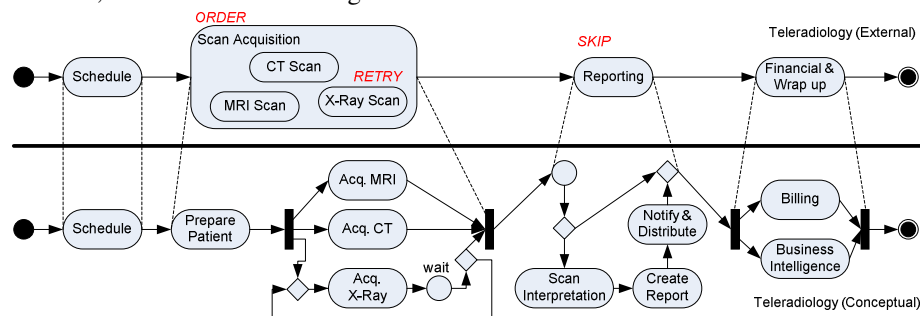 ORDER
Scan Acquisition
CT Scan
RETRY
MRI Scan
X-Ray Scan
SKIP
Teleradiology (External)
Schedule
Reporting
Financial &
Wrap up
Schedule
Prepare
Patient
Acq. MRI
Acq. CT
Acq.
X-Ray
wait
Notify &
Distribute
Scan
Interpretation
Create
Report
Billing
Business
Intelligence
Teleradiology (Conceptual)